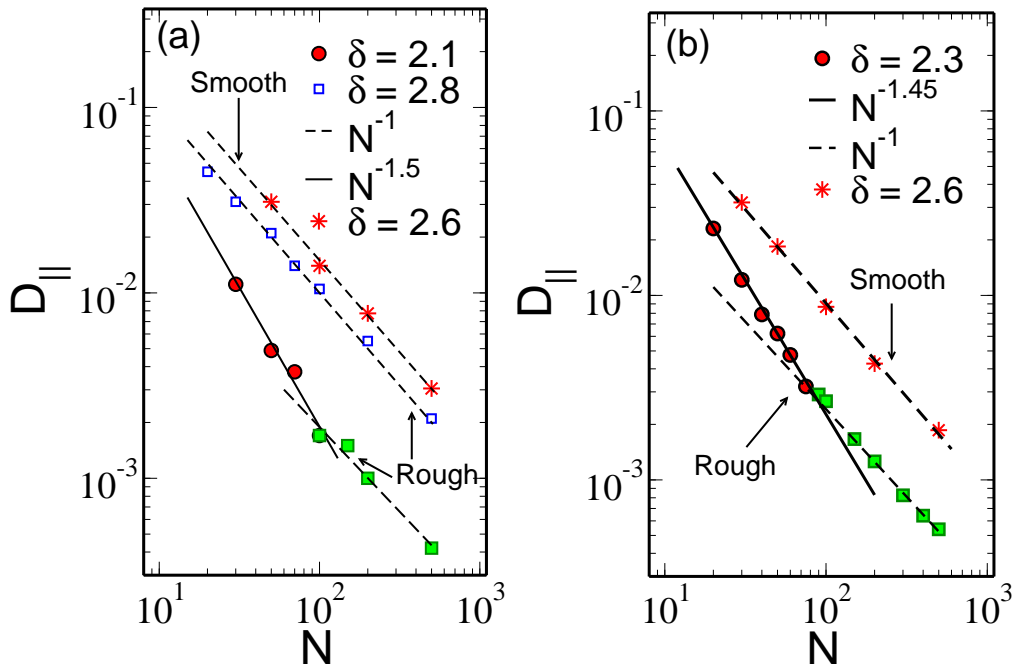 (a)
δ = 2.1
Smooth
δ = 2.8
N^-1
N^-1.5
δ = 2.6
10^-1
10^-2
10^-3
D_||
Rough
10^1
10^2
10^3
N
(b)
δ = 2.3
N^-1.45
N^-1
δ = 2.6
10^-1
10^-2
10^-3
D_||
Smooth
Rough
10^1
10^2
10^3
N